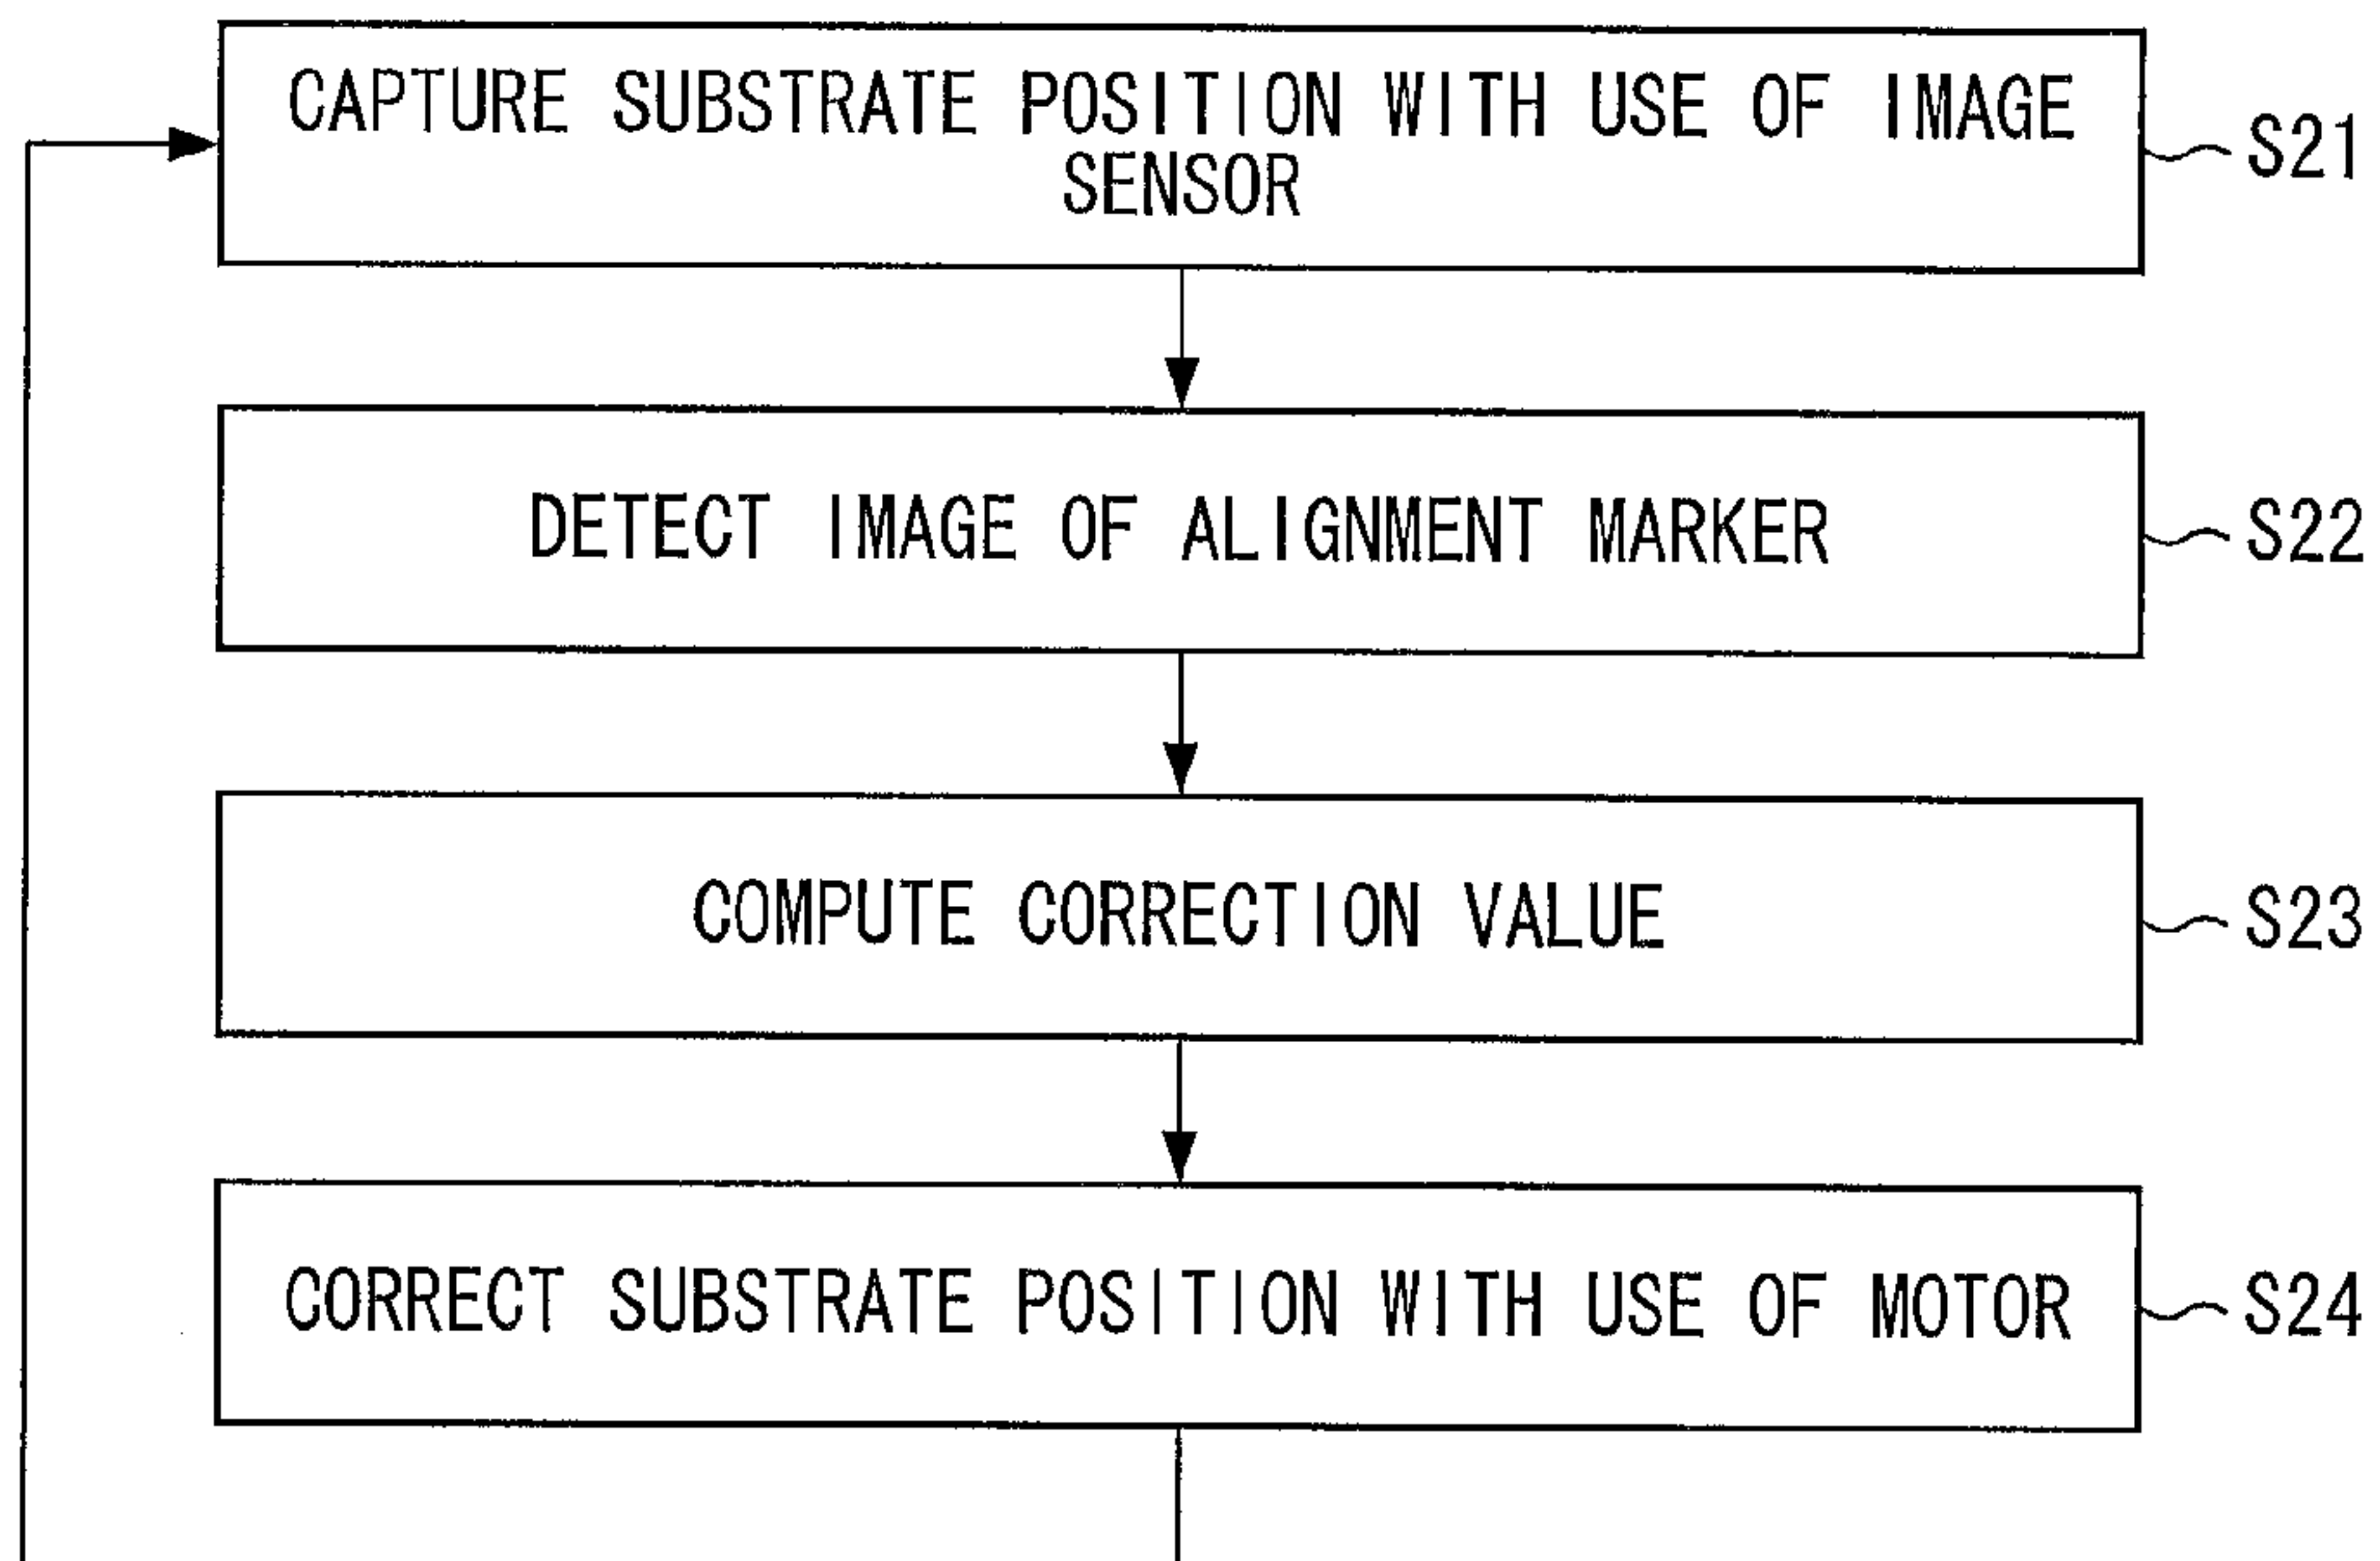 CAPTURE SUBSTRATE POSITION WITH USE OF IMAGE
SENSOR
S21
DETECT IMAGE OF ALIGNMENT MARKER
S22
COMPUTE CORRECTION VALUE
S23
CORRECT SUBSTRATE POSITION WITH USE OF MOTOR
S24